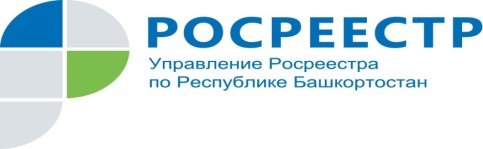 РОСРЕЕСТР
Управление Росреестра
по Республике Башкортостан